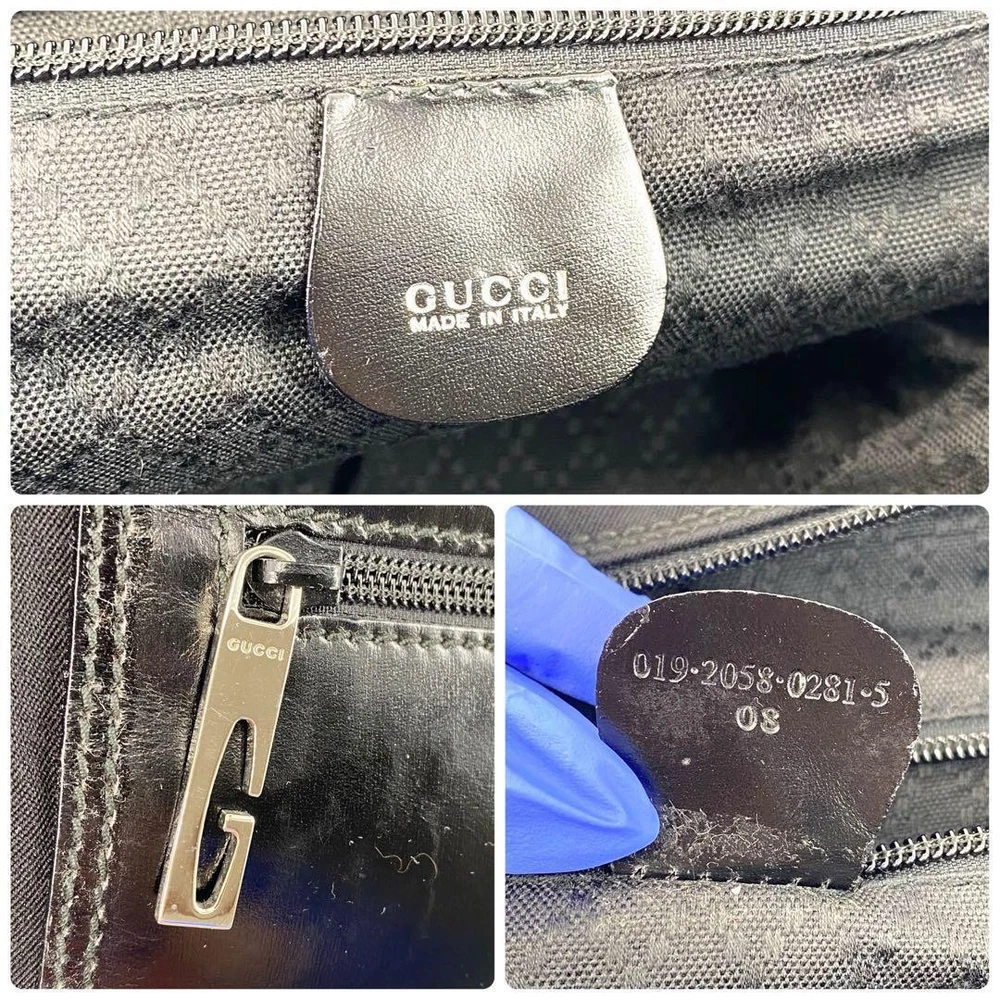 GUCCI
MADE IN ITALY
GUCCI
G
019·2058·0281·5
08